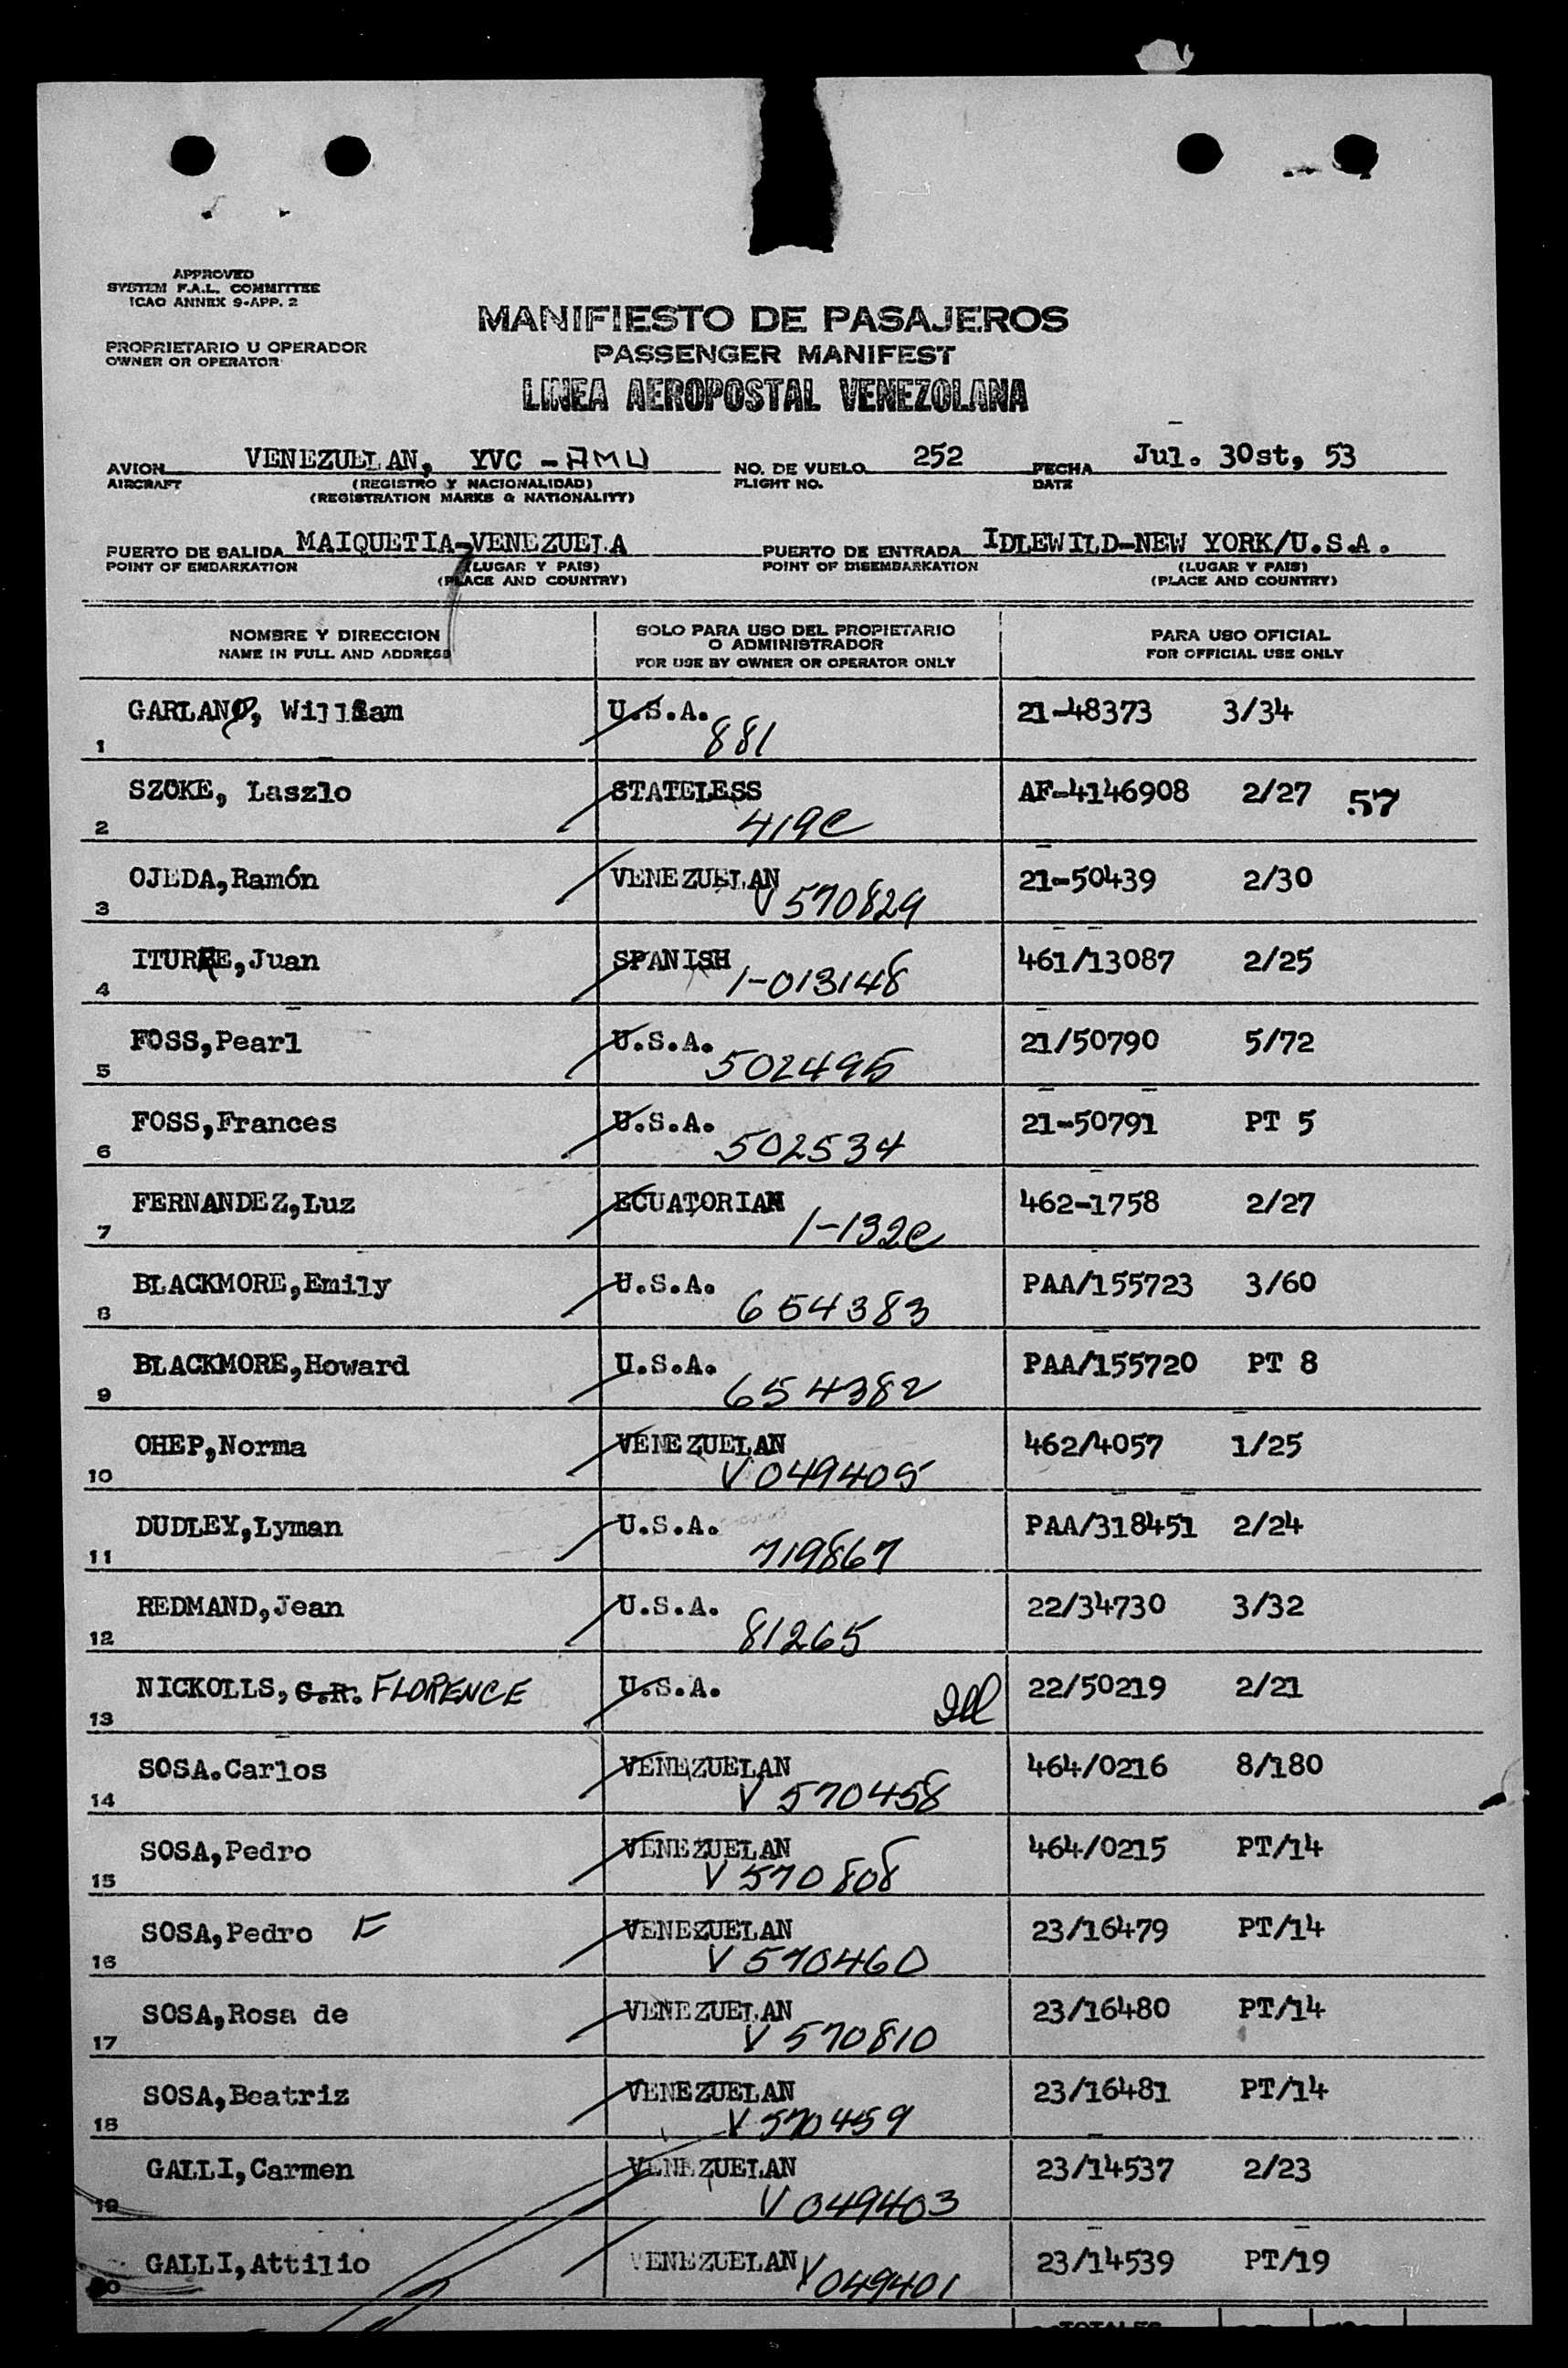 APPROVED
SYSTEM F.A.L. COMMITTEE
ICAO ANNEX 9-APP. 2
MANIFIESTO DE PASAJEROS
PROPRIETARIO U OPERADOR
OWNER OR OPERATOR
PASSENGER MANIFEST
LINEA AEROPOSTAL VENEZOLANA
AVION VENEZUELAN, YVC - AMU NO. DE VUELO 252 FECHA Jul. 30st, 53
AIRCRAFT (REGISTRO Y NACIONALIDAD) FLIGHT NO. DATE
(REGISTRATION MARKS & NATIONALITY)
PUERTO DE SALIDA MAIQUETIA-VENEZUELA PUERTO DE ENTRADA IDLEWILD-NEW YORK/U.S.A.
POINT OF EMBARKATION (LUGAR Y PAIS) POINT OF DISEMBARKATION (LUGAR Y PAIS)
(PLACE AND COUNTRY) (PLACE AND COUNTRY)
NOMBRE Y DIRECCION SOLO PARA USO DEL PROPIETARIO O ADMINISTRADOR PARA USO OFICIAL
NAME IN FULL AND ADDRESS FOR USE BY OWNER OR OPERATOR ONLY FOR OFFICIAL USE ONLY
GARLAND, William U.S.A. 21-48373 3/34
1 881
SZOKE, Laszlo STATELESS AF-4146908 2/27 57
2 419C
OJEDA,Ramón VENEZUELAN 21-50439 2/30
3 V 570829
ITURBE,Juan SPANISH 461/13087 2/25
4 1-013148
FOSS,Pearl U.S.A. 21/50790 5/72
5 502495
FOSS,Frances U.S.A. 21-50791 PT 5
6 502534
FERNANDEZ,Luz ECUATORIAN 462-1758 2/27
7 1-132C
BLACKMORE,Emily U.S.A. PAA/155723 3/60
8 654383
BLACKMORE,Howard U.S.A. PAA/155720 PT 8
9 654382
OHEP,Norma VENEZUELAN 462/4057 1/25
10 V 049405
DUDLEY,Lyman U.S.A. PAA/318451 2/24
11 719867
REDMAND,Jean U.S.A. 22/34730 3/32
12 81265
NICKOLLS, G.R. FLORENCE U.S.A. 22/50219 2/21
13
SOSA.Carlos VENEZUELAN 464/0216 8/180
14 V 570458
SOSA,Pedro VENEZUELAN 464/0215 PT/14
15 V 570808
SOSA,Pedro F VENEZUELAN 23/16479 PT/14
16 V 570460
SOSA,Rosa de VENEZUELAN 23/16480 PT/14
17 V 570810
SOSA,Beatriz VENEZUELAN 23/16481 PT/14
18 V 570459
GALLI,Carmen VENEZUELAN 23/14537 2/23
19 V 049403
GALLI,Attilio VENEZUELAN 23/14539 PT/19
20 V 049401